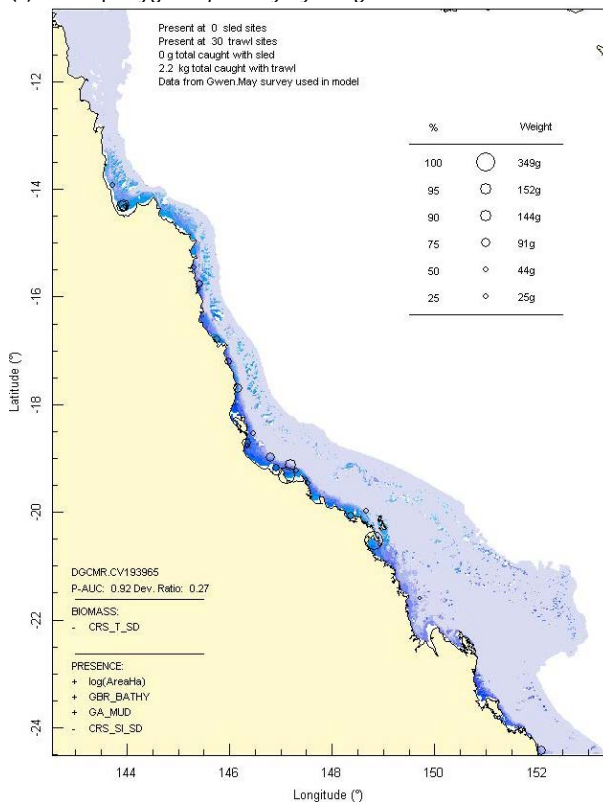 Present at 0 sled sites
Present at 30 trawl sites
0 g total caught with sled
2.2 kg total caught with trawl
Data from Gwen.May survey used in model
% Weight
100 349g
95 152g
90 144g
75 91g
50 44g
25 25g
-12
-14
-16
-18
-20
-22
-24
Latitude (°)
DGCMR.CV193965
P-AUC: 0.92 Dev. Ratio: 0.27
BIOMASS:
- CRS_T_SD
PRESENCE:
+ log(AreaHa)
+ GBR_BATHY
+ GA_MUD
- CRS_SI_SD
144 146 148 150 152
Longitude (°)